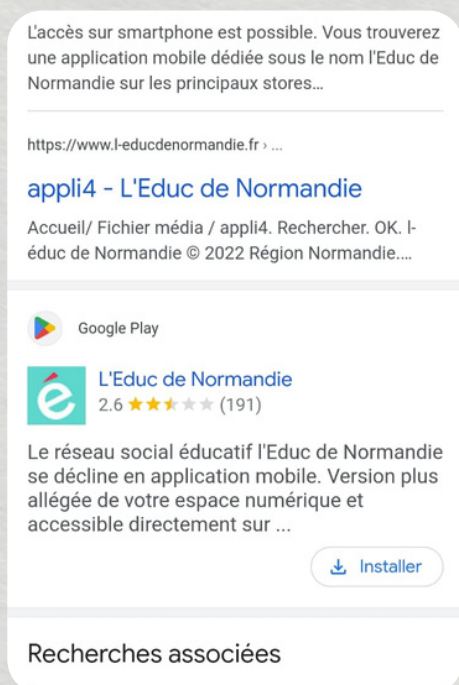 L'accès sur smartphone est possible. Vous trouverez
une application mobile dédiée sous le nom l'Educ de
Normandie sur les principaux stores...
https://www.l-educdenormandie.fr › ...
appli4 - L'Educ de Normandie
Accueil/ Fichier média / appli4. Rechercher. OK. l-
éduc de Normandie © 2022 Région Normandie....
Google Play
é
L'Educ de Normandie
2.6 ★★★★★ (191)
Le réseau social éducatif l'Educ de Normandie
se décline en application mobile. Version plus
allégée de votre espace numérique et
accessible directement sur ...
Installer
Recherches associées